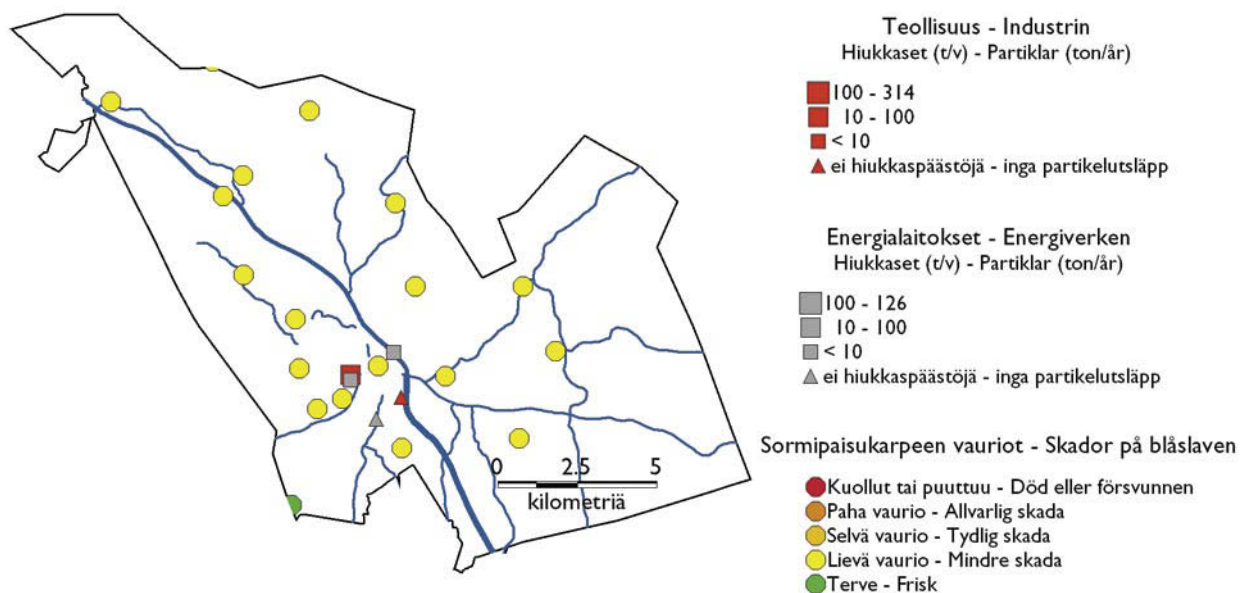 Teollisuus - Industrin
Hiukkaset (t/v) - Partiklar (ton/år)
100 - 314
10 - 100
< 10
ei hiukkaspäästöjä - inga partikelutsläpp
Energialaitokset - Energiverken
Hiukkaset (t/v) - Partiklar (ton/år)
100 - 126
10 - 100
< 10
ei hiukkaspäästöjä - inga partikelutsläpp
Sormipaisukarpeen vauriot - Skador på blåslaven
Kuollut tai puuttuu - Död eller försvunnen
Paha vaurio - Allvarlig skada
Selvä vaurio - Tydlig skada
Lievä vaurio - Mindre skada
Terve - Frisk
0 2.5 5
kilometriä